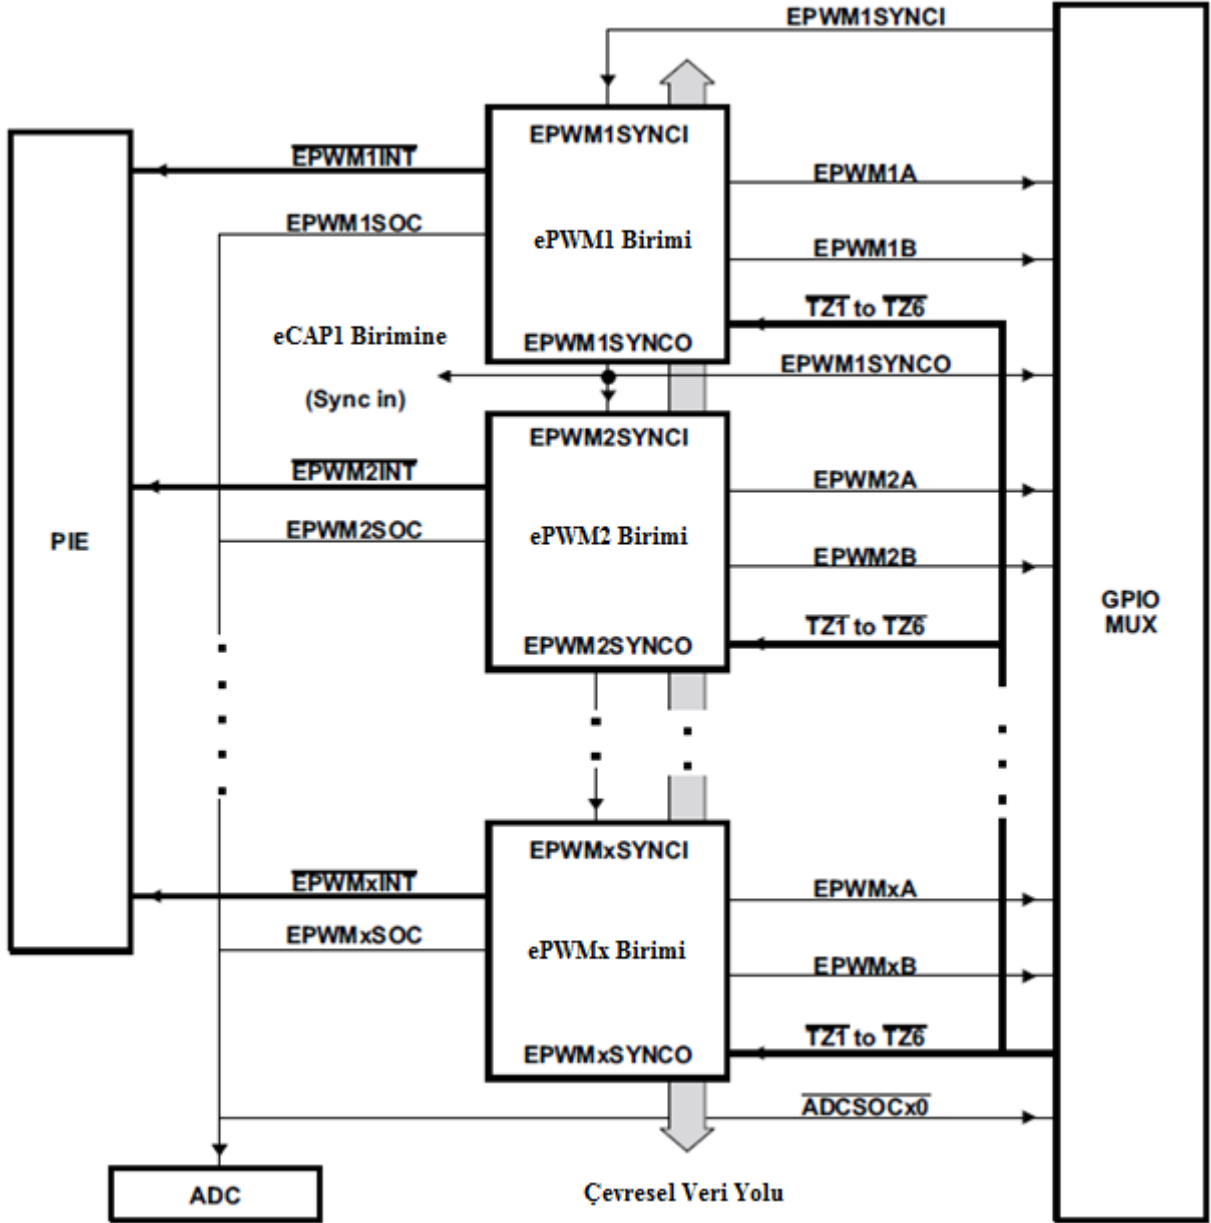 EPWM1SYNCI
EPWM1SYNCI
EPWM1INT
EPWM1A
EPWM1SOC
ePWM1 Birimi
EPWM1B
TZ1 to TZ6
eCAP1 Birimine
EPWM1SYNCO
EPWM1SYNCO
(Sync in)
EPWM2SYNCI
EPWM2INT
EPWM2A
EPWM2SOC
ePWM2 Birimi
PIE
EPWM2B
GPIO
MUX
TZ1 to TZ6
EPWM2SYNCO
EPWMxSYNCI
EPWMxINT
EPWMxA
EPWMxSOC
ePWMx Birimi
EPWMxB
TZ1 to TZ6
EPWMxSYNCO
ADCSOCx0
ADC
Çevresel Veri Yolu